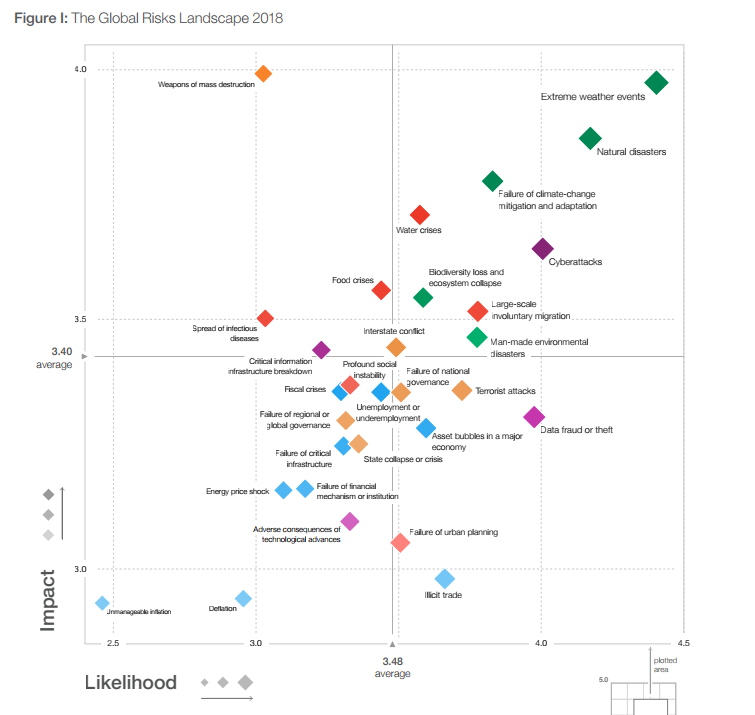 Figure I: The Global Risks Landscape 2018
4.0
Weapons of mass destruction
Extreme weather events
Natural disasters
Failure of climate-change
mitigation and adaptation
Water crises
Cyberattacks
Food crises
Biodiversity loss and
ecosystem collapse
Large-scale
involuntary migration
3.5
Spread of infectious
diseases
Interstate conflict
Man-made environmental
disasters
3.40
average
Critical information
infrastructure breakdown
Profound social
instability
Failure of national
governance
Fiscal crises
Terrorist attacks
Unemployment or
underemployment
Failure of regional or
global governance
Data fraud or theft
Asset bubbles in a major
economy
Failure of critical
infrastructure
State collapse or crisis
Energy price shock
Failure of financial
mechanism or institution
Adverse consequences of
technological advances
Failure of urban planning
3.0
Illicit trade
Unmanageable inflation
Deflation
Impact
2.5
3.0
4.0
4.5
3.48
average
Likelihood
plotted
area
5.0